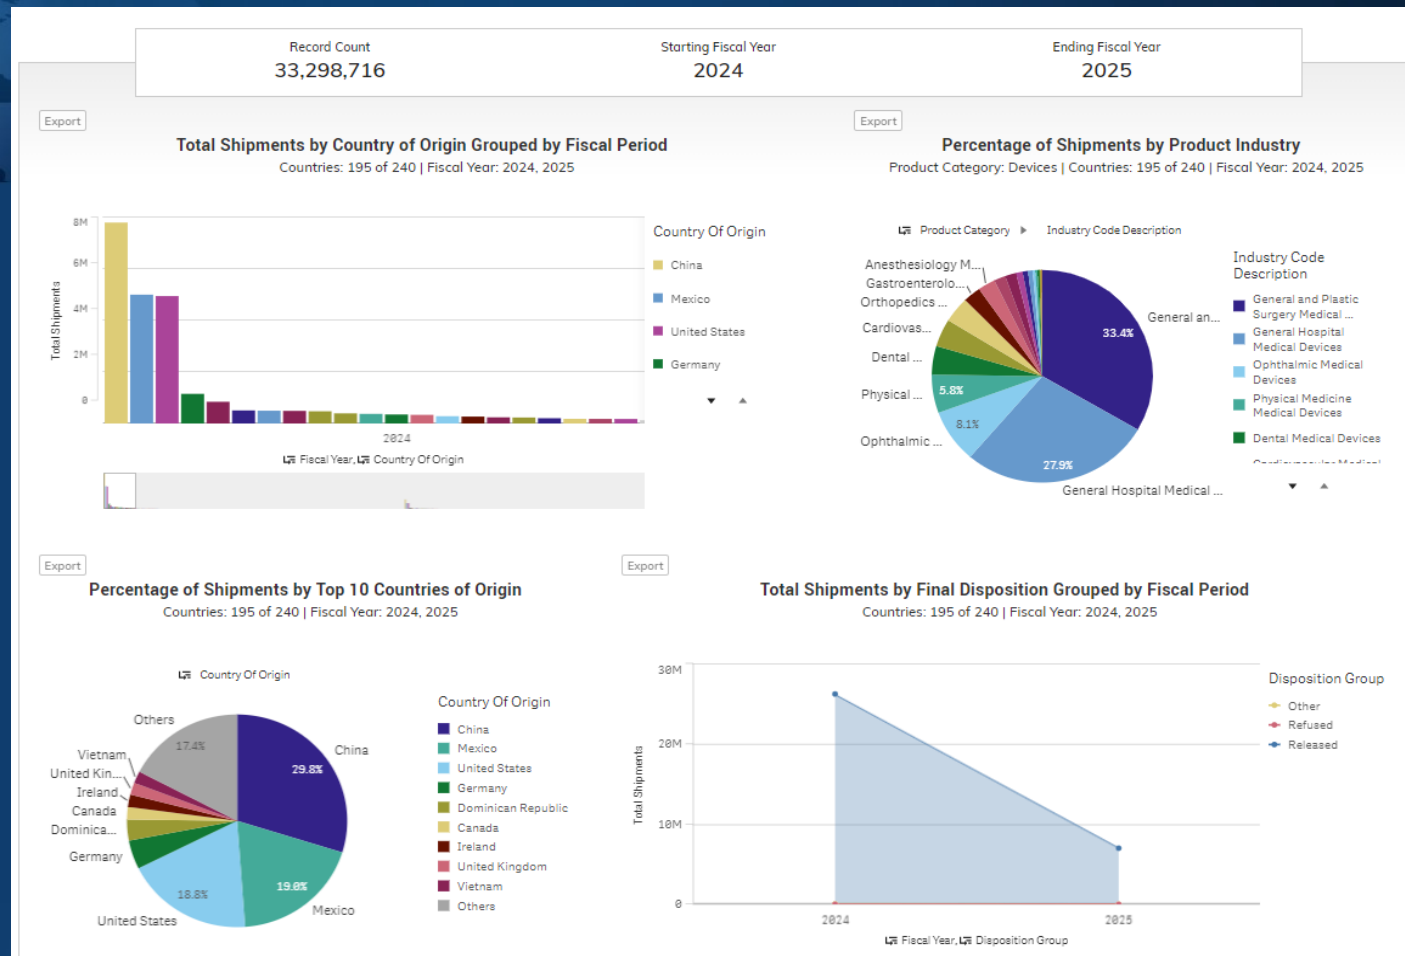 Record Count
33,298,716
Starting Fiscal Year
2024
Ending Fiscal Year
2025
Export
Total Shipments by Country of Origin Grouped by Fiscal Period
Countries: 195 of 240 | Fiscal Year: 2024, 2025
Total Shipments
8M
6M
4M
2M
0
2024
Fiscal Year, Country Of Origin
Country Of Origin
China
Mexico
United States
Germany
Export
Percentage of Shipments by Product Industry
Product Category: Devices | Countries: 195 of 240 | Fiscal Year: 2024, 2025
Product Category
Industry Code Description
Anesthesiology M...
Gastroenterolo...
Orthopedics ...
Cardiovas...
Dental ...
Physical ...
Ophthalmic ...
General an...
General Hospital Medical ...
33.4%
27.9%
8.1%
5.8%
Industry Code
Description
General and Plastic
Surgery Medical ...
General Hospital
Medical Devices
Ophthalmic Medical
Devices
Physical Medicine
Medical Devices
Dental Medical Devices
Cardiovascular Medical
Export
Percentage of Shipments by Top 10 Countries of Origin
Countries: 195 of 240 | Fiscal Year: 2024, 2025
Country Of Origin
Others
Vietnam
United Kin...
Ireland
Canada
Dominica...
Germany
United States
Mexico
China
17.4%
29.8%
19.0%
18.8%
Country Of Origin
China
Mexico
United States
Germany
Dominican Republic
Canada
Ireland
United Kingdom
Vietnam
Others
Export
Total Shipments by Final Disposition Grouped by Fiscal Period
Countries: 195 of 240 | Fiscal Year: 2024, 2025
Total Shipments
30M
20M
10M
0
2024
2025
Fiscal Year, Disposition Group
Disposition Group
Other
Refused
Released